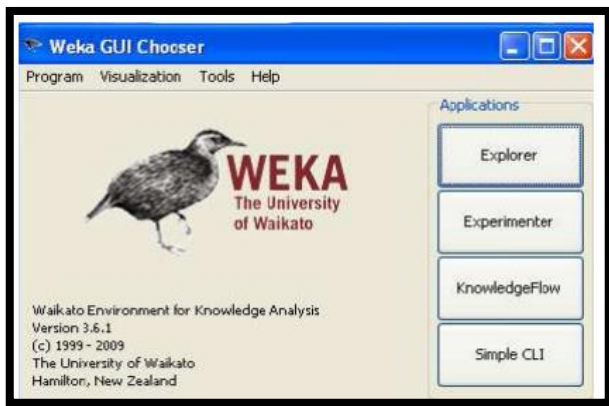 Weka GUI Chooser
Program Visualization Tools Help
Applications
Explorer
Experimenter
KnowledgeFlow
Simple CLI
WEKA
The University
of Waikato
Waikato Environment for Knowledge Analysis
Version 3.6.1
(c) 1999 - 2009
The University of Waikato
Hamilton, New Zealand